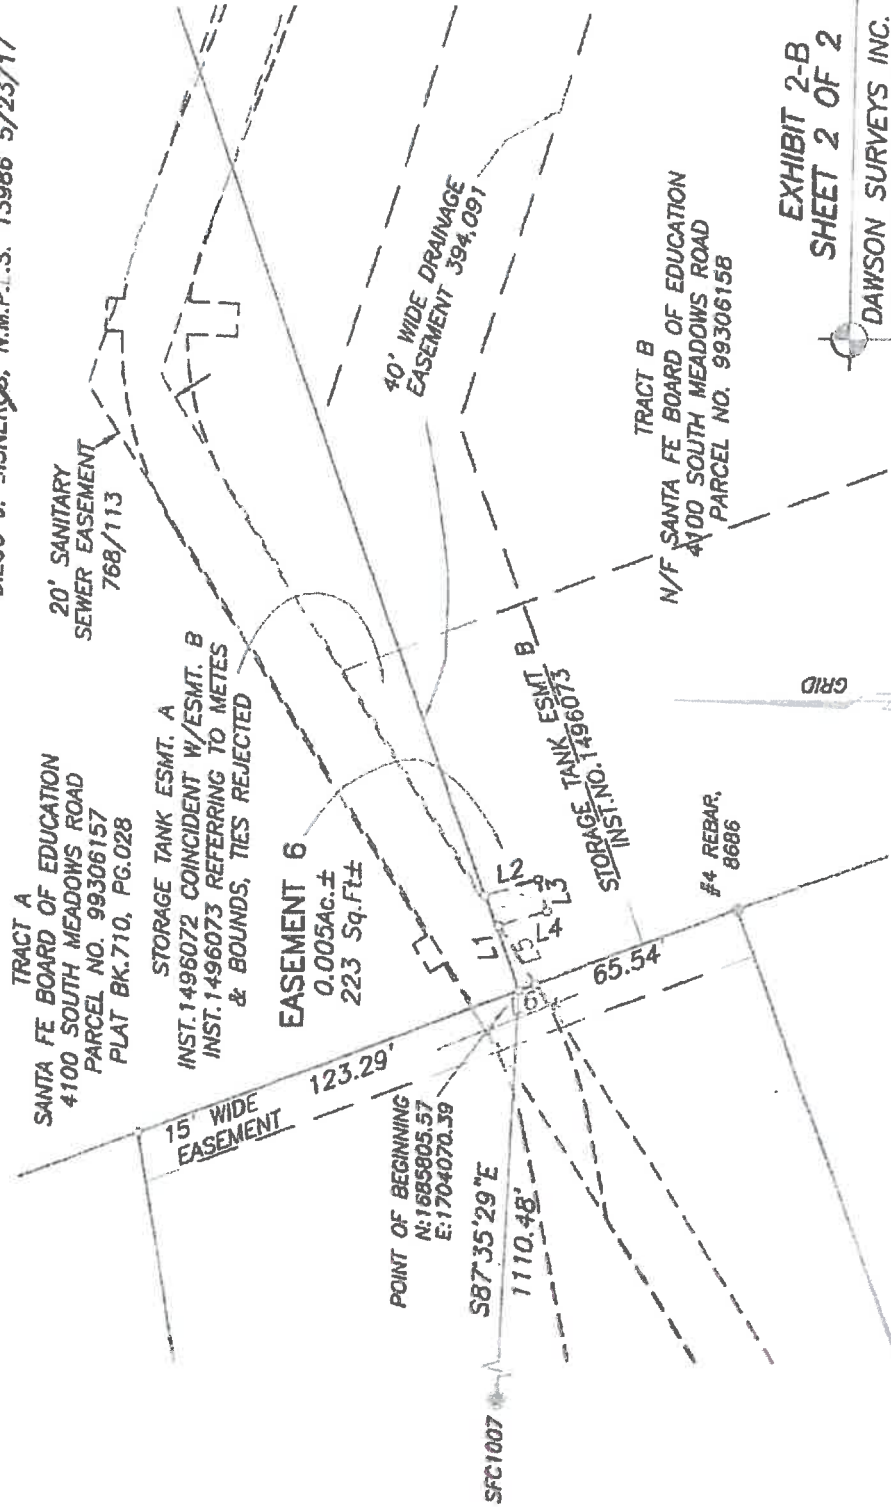 N.M.P. .S. 13986 5/23/17
TRACT A
SANTA FE BOARD OF EDUCATION
4100 SOUTH MEADOWS ROAD
PARCEL NO. 99306157
PLAT BK.710, PG.028
20' SANITARY
SEWER EASEMENT
768/113
STORAGE TANK ESMT. A
INST.1496072 COINCIDENT W/ESMT. B
INST.1496073 REFERRING TO METES
& BOUNDS, TIES REJECTED
EASEMENT 6
0.005Ac.±
223 Sq.Ft±
15' WIDE
EASEMENT
123.29'
POINT OF BEGINNING
N:1685805.57
E:1704070.39
SFC1007
S87°35'29"E
1110.48'
L1
L2
L3
L4
L5
L6
65.54'
#4 REBAR,
8686
STORAGE TANK ESMT B
INST.NO.1496073
40' WIDE DRAINAGE
EASEMENT 394,091
TRACT B
N/F SANTA FE BOARD OF EDUCATION
4100 SOUTH MEADOWS ROAD
PARCEL NO. 99306158
GRID
EXHIBIT 2-B
SHEET 2 OF 2
DAWSON SURVEYS INC.